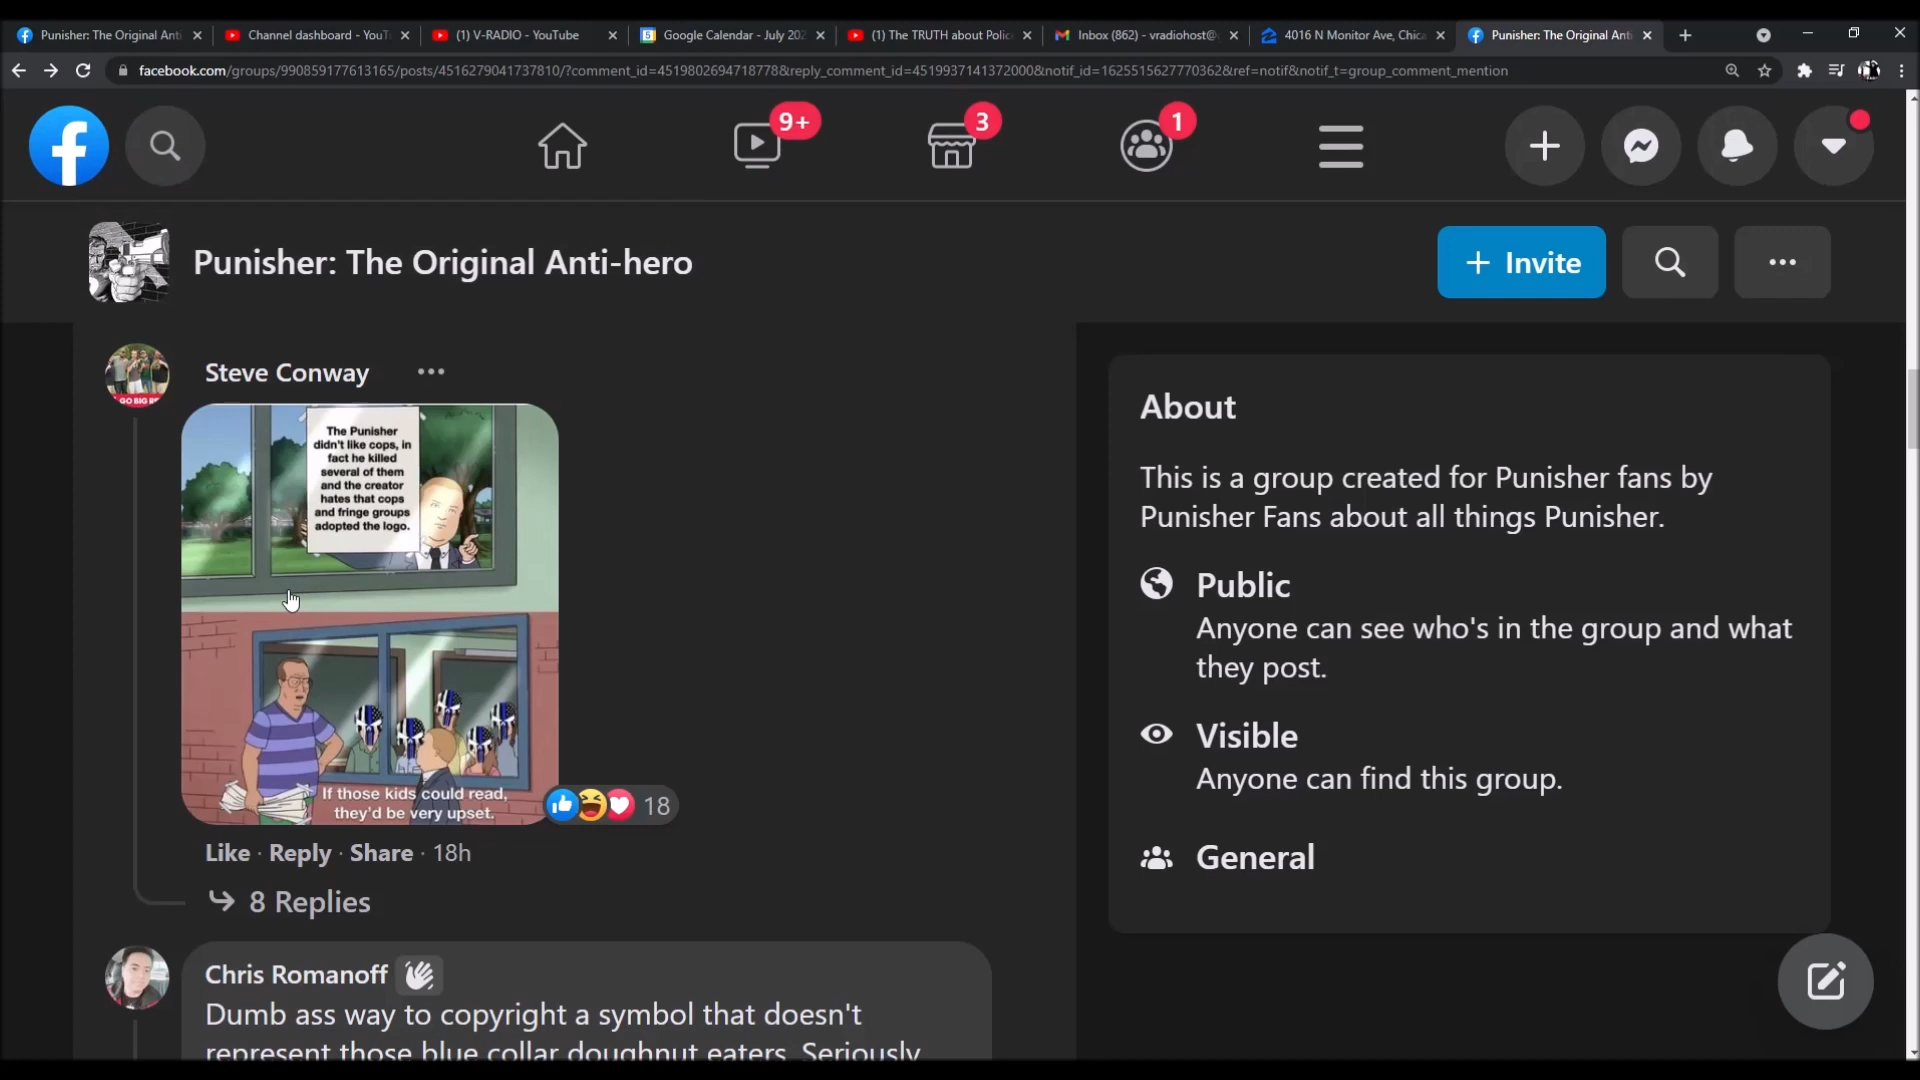 Punisher: The Original Anti
Channel dashboard - YouT
(1) V-RADIO - YouTube
Google Calendar - July 202
(1) The TRUTH about Polic
Inbox (862) - vradiohost@
4016 N Monitor Ave, Chica
Punisher: The Original Anti
facebook.com/groups/990859177613165/posts/4516279041737810/?comment_id=4519802694718778&reply_comment_id=4519937141372000&notif_id=1625515627770362&ref=notif&notif_t=group_comment_mention
9+
3
1
Punisher: The Original Anti-hero
+ Invite
Steve Conway
GO BIG RE
The Punisher
didn't like cops, in
fact he killed
several of them
and the creator
hates that cops
and fringe groups
adopted the logo.
If those kids could read,
they'd be very upset.
18
Like · Reply · Share · 18h
8 Replies
Chris Romanoff
Dumb ass way to copyright a symbol that doesn't
represent those blue collar doughnut eaters. Seriously
About
This is a group created for Punisher fans by
Punisher Fans about all things Punisher.
Public
Anyone can see who's in the group and what
they post.
Visible
Anyone can find this group.
General